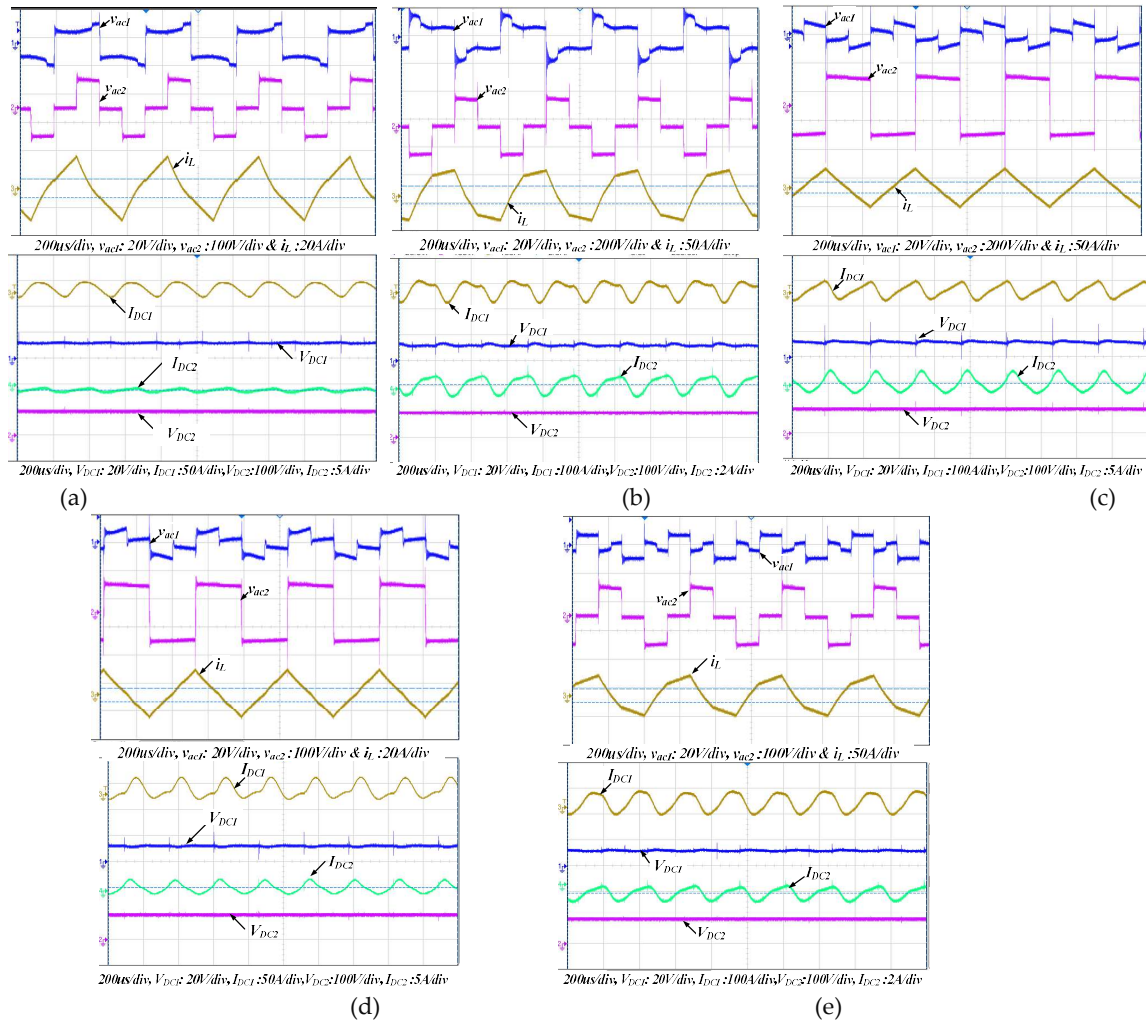 vac1
vac2
iL
200us/div, vac1: 20V/div, vac2 :100V/div & iL :20A/div
IDC1
VDC1
IDC2
VDC2
200us/div, VDC1: 20V/div, IDC1 :50A/div,VDC2:100V/div, IDC2 :5A/div
(a)
vac1
vac2
iL
200us/div, vac1: 20V/div, vac2 :200V/div & iL :50A/div
IDC1
VDC1
IDC2
VDC2
200us/div, VDC1: 20V/div, IDC1 :100A/div,VDC2:100V/div, IDC2 :2A/div
(b)
vac1
vac2
iL
200us/div, vac1: 20V/div, vac2 :200V/div & iL :50A/div
IDC1
VDC1
IDC2
VDC2
200us/div, VDC1: 20V/div, IDC1 :100A/div,VDC2:100V/div, IDC2 :5A/div
(c)
vac1
vac2
iL
200us/div, vac1: 20V/div, vac2 :100V/div & iL :20A/div
IDC1
VDC1
IDC2
VDC2
200us/div, VDC1: 20V/div, IDC1 :50A/div,VDC2:100V/div, IDC2 :5A/div
(d)
vac1
vac2
iL
200us/div, vac1: 20V/div, vac2 :100V/div & iL :50A/div
IDC1
VDC1
IDC2
VDC2
200us/div, VDC1: 20V/div, IDC1 :100A/div,VDC2:100V/div, IDC2 :2A/div
(e)